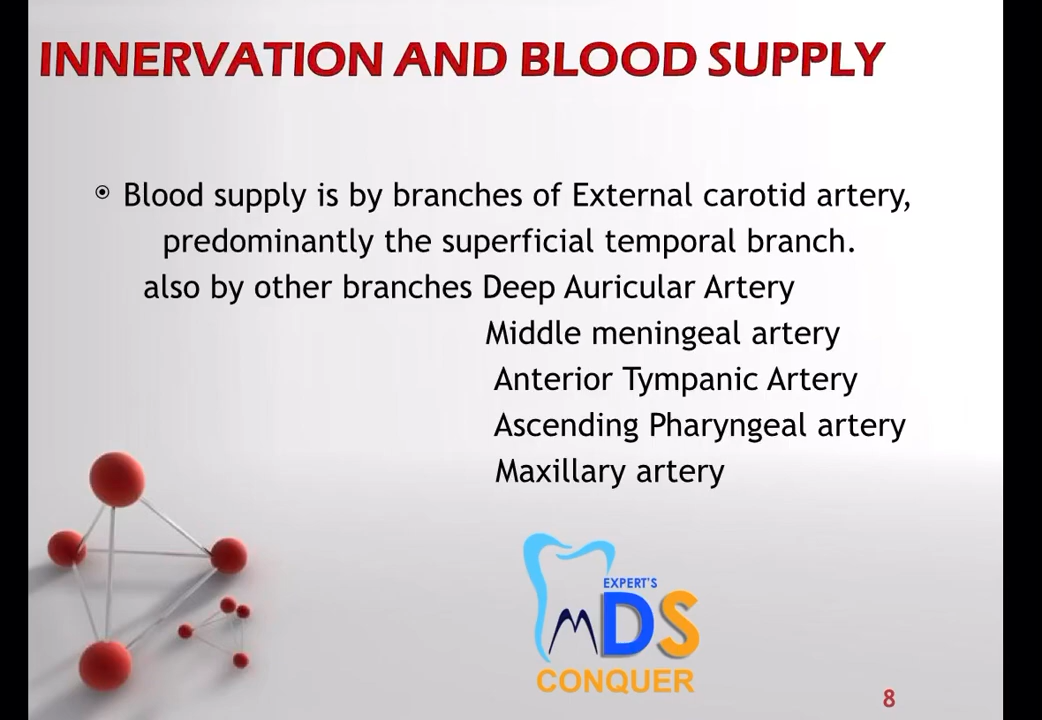 INNERVATION AND BLOOD SUPPLY
Blood supply is by branches of External carotid artery,
predominantly the superficial temporal branch.
also by other branches Deep Auricular Artery
Middle meningeal artery
Anterior Tympanic Artery
Ascending Pharyngeal artery
Maxillary artery
EXPERT'S
MDS
CONQUER
8